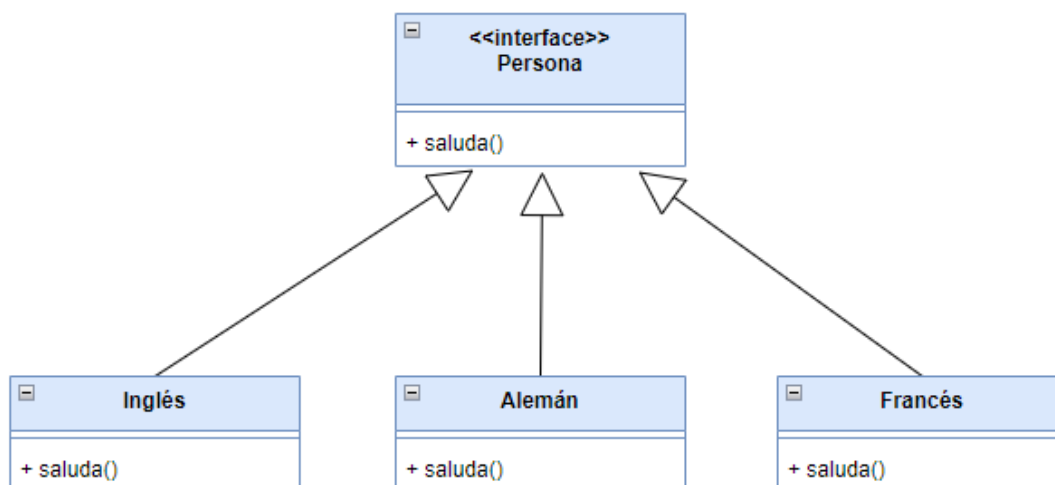 <<interface>>
Persona
+ saluda()
Inglés
Alemán
Francés
+ saluda()
+ saluda()
+ saluda()